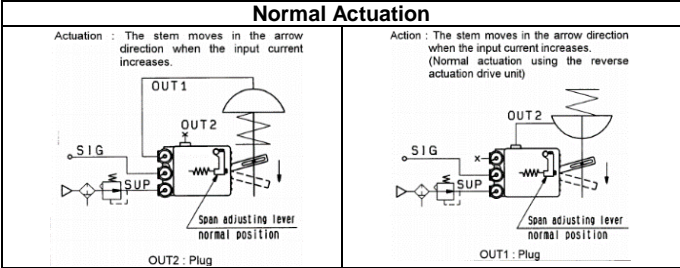 Normal Actuation
Actuation : The stem moves in the arrow
direction when the input current
increases.
OUT1
OUT2
x
SIG
SUP
Span adjusting lever
normal position
OUT2 : Plug
Action : The stem moves in the arrow direction
when the input current increases.
(Normal actuation using the reverse
actuation drive unit)
OUT2
SIG
x
SUP
Span adjusting lever
normal position
OUT1 : Plug